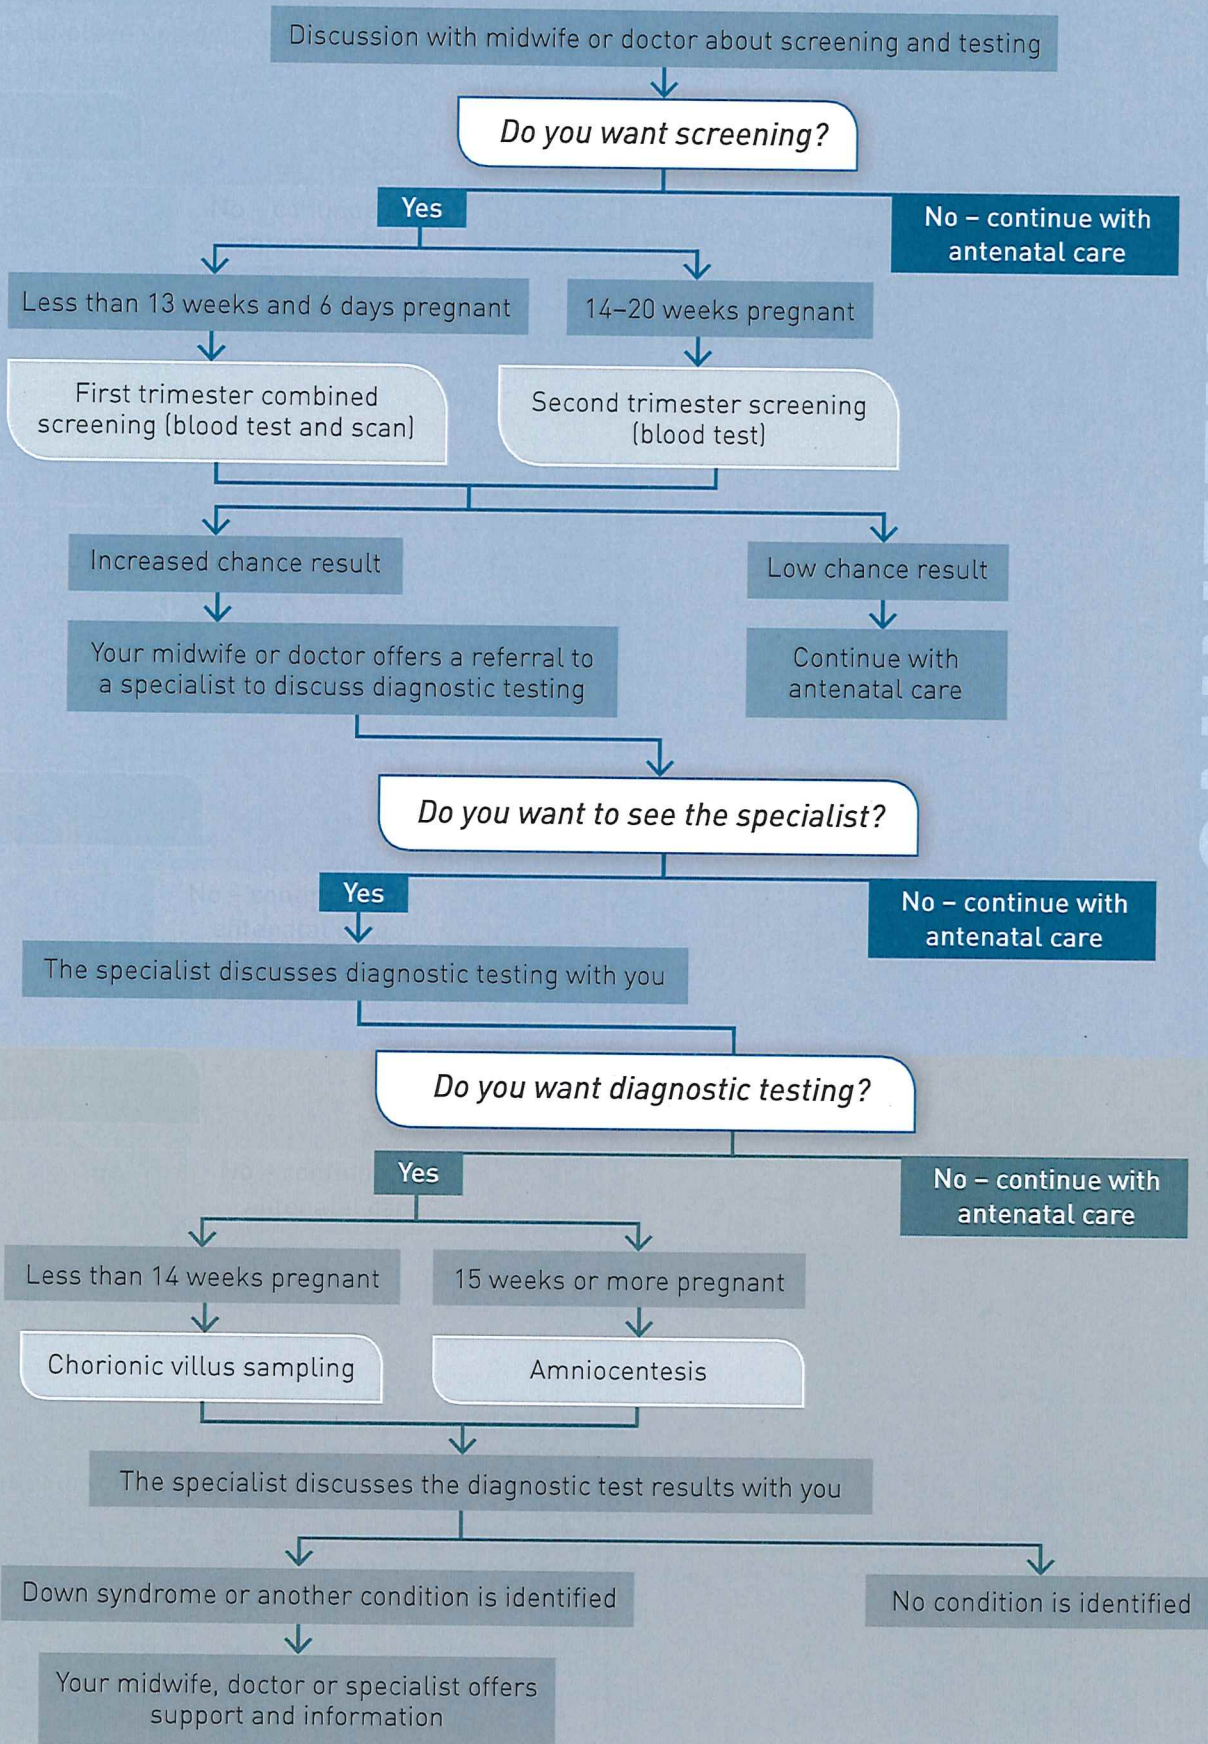 Discussion with midwife or doctor about screening and testing
Do you want screening?
Yes
No – continue with
antenatal care
Less than 13 weeks and 6 days pregnant
14–20 weeks pregnant
First trimester combined
screening (blood test and scan)
Second trimester screening
(blood test)
Increased chance result
Low chance result
Your midwife or doctor offers a referral to
a specialist to discuss diagnostic testing
Continue with
antenatal care
Do you want to see the specialist?
Yes
No – continue with
antenatal care
The specialist discusses diagnostic testing with you
Do you want diagnostic testing?
Yes
No – continue with
antenatal care
Less than 14 weeks pregnant
15 weeks or more pregnant
Chorionic villus sampling
Amniocentesis
The specialist discusses the diagnostic test results with you
Down syndrome or another condition is identified
No condition is identified
Your midwife, doctor or specialist offers
support and information